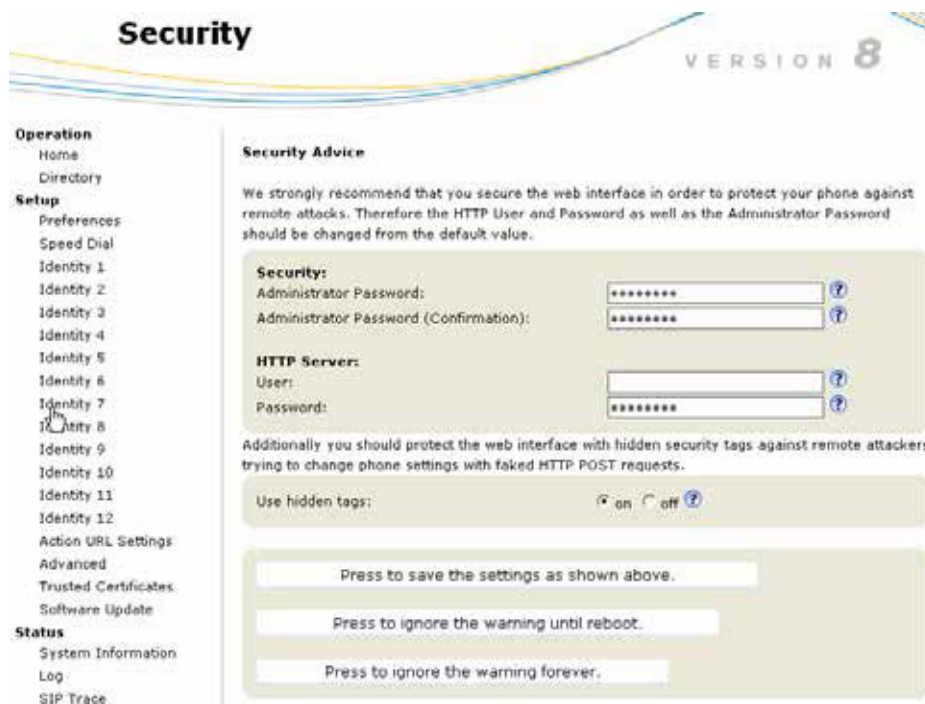 Security
VERSION 8
Operation
Home
Directory
Setup
Preferences
Speed Dial
Identity 1
Identity 2
Identity 3
Identity 4
Identity 5
Identity 6
Identity 7
Identity 8
Identity 9
Identity 10
Identity 11
Identity 12
Action URL Settings
Advanced
Trusted Certificates
Software Update
Status
System Information
Log
SIP Trace
Security Advice
We strongly recommend that you secure the web interface in order to protect your phone against
remote attacks. Therefore the HTTP User and Password as well as the Administrator Password
should be changed from the default value.
Security:
Administrator Password: ******** ?
Administrator Password (Confirmation): ******** ?
HTTP Server:
User: ?
Password: ******** ?
Additionally you should protect the web interface with hidden security tags against remote attackers
trying to change phone settings with faked HTTP POST requests.
Use hidden tags: on off ?
Press to save the settings as shown above.
Press to ignore the warning until reboot.
Press to ignore the warning forever.